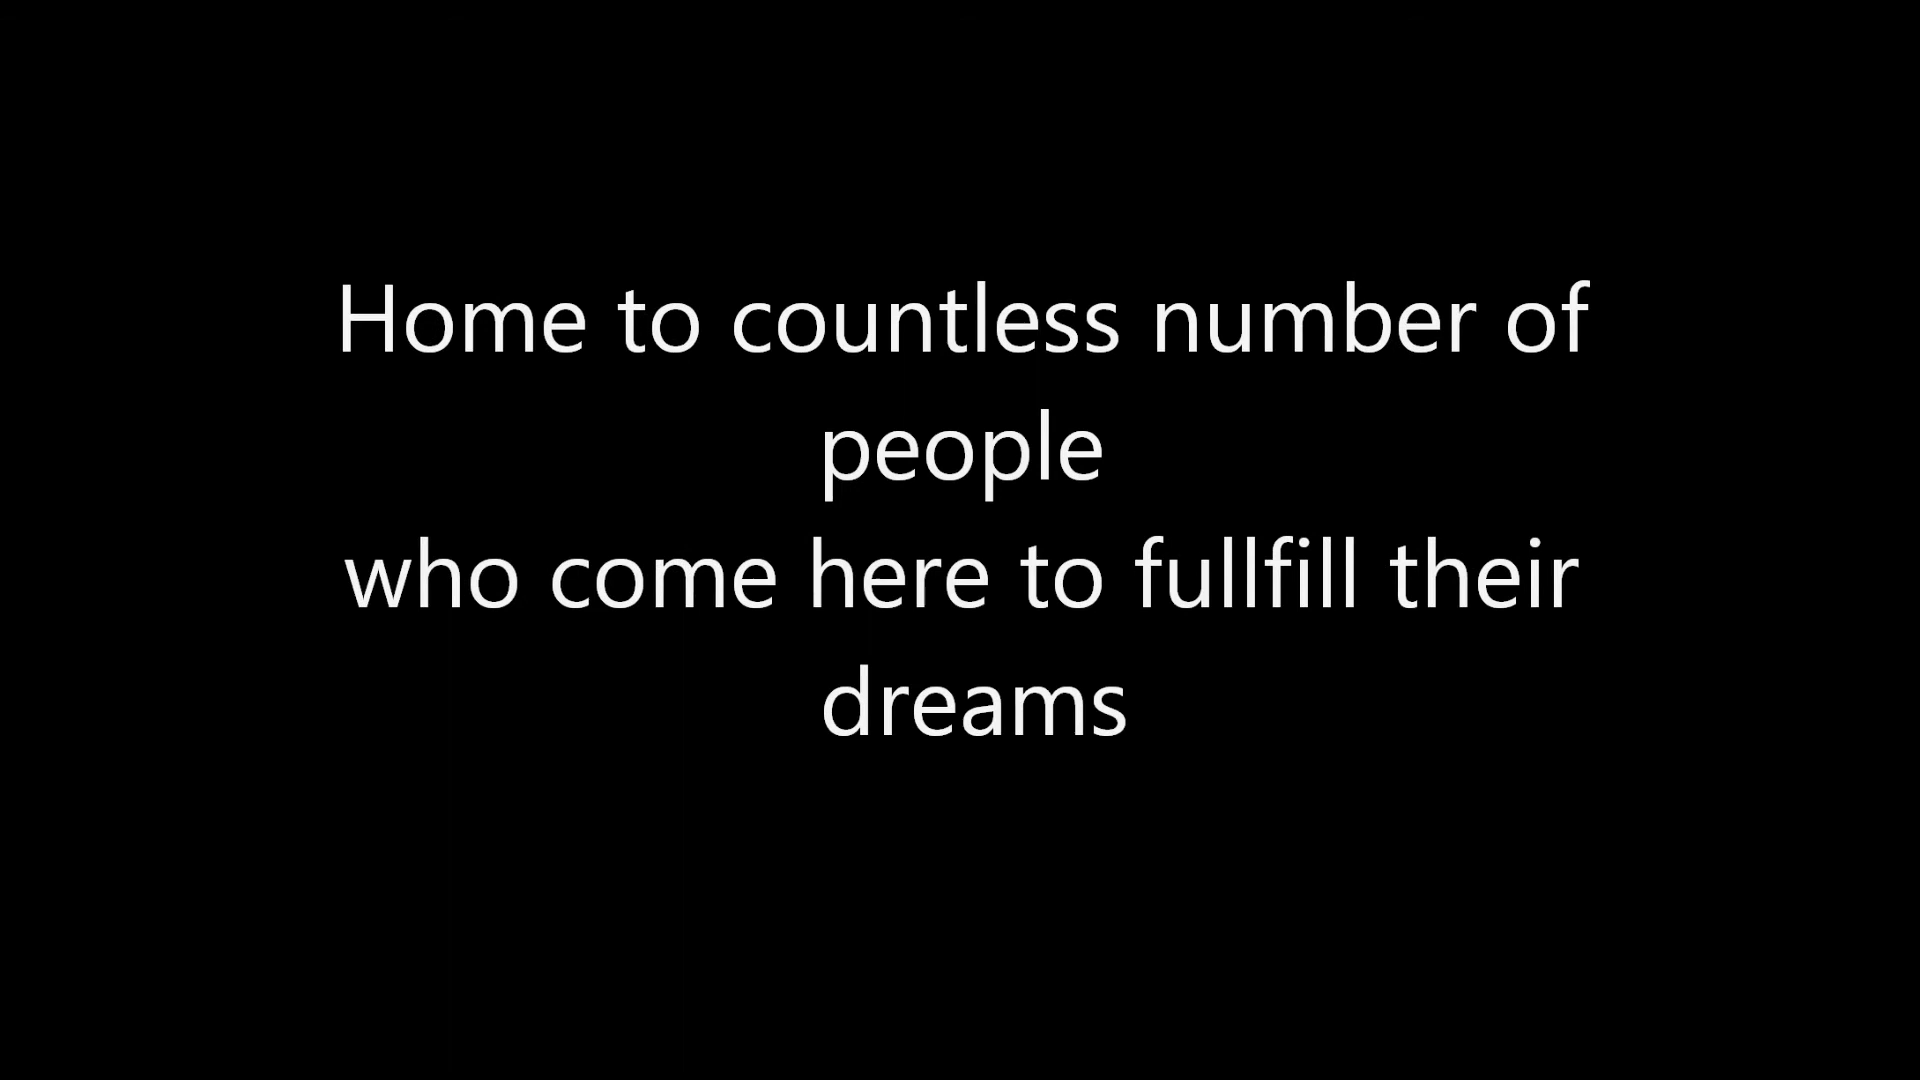 Home to countless number of
people
who come here to fullfill their
dreams